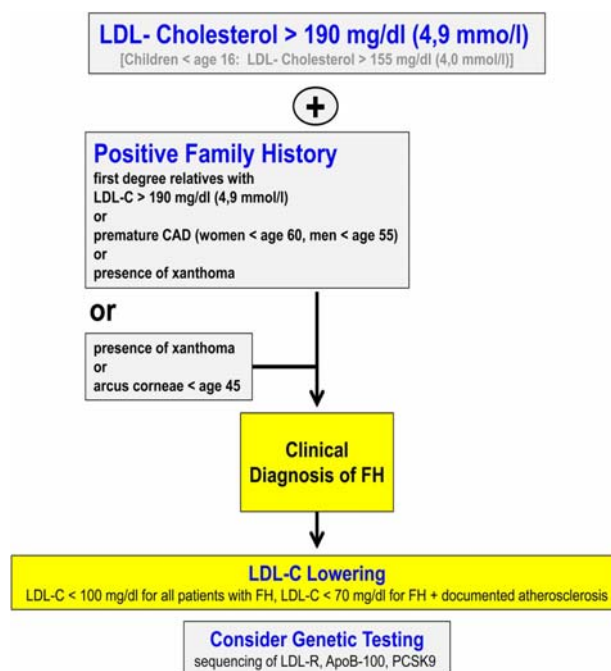 LDL- Cholesterol > 190 mg/dl (4,9 mmo/l)
[Children < age 16: LDL- Cholesterol > 155 mg/dl (4,0 mmol/l)]
+
Positive Family History
first degree relatives with
LDL-C > 190 mg/dl (4,9 mmol/l)
or
premature CAD (women < age 60, men < age 55)
or
presence of xanthoma
or
presence of xanthoma
or
arcus corneae < age 45
Clinical
Diagnosis of FH
LDL-C Lowering
LDL-C < 100 mg/dl for all patients with FH, LDL-C < 70 mg/dl for FH + documented atherosclerosis
Consider Genetic Testing
sequencing of LDL-R, ApoB-100, PCSK9